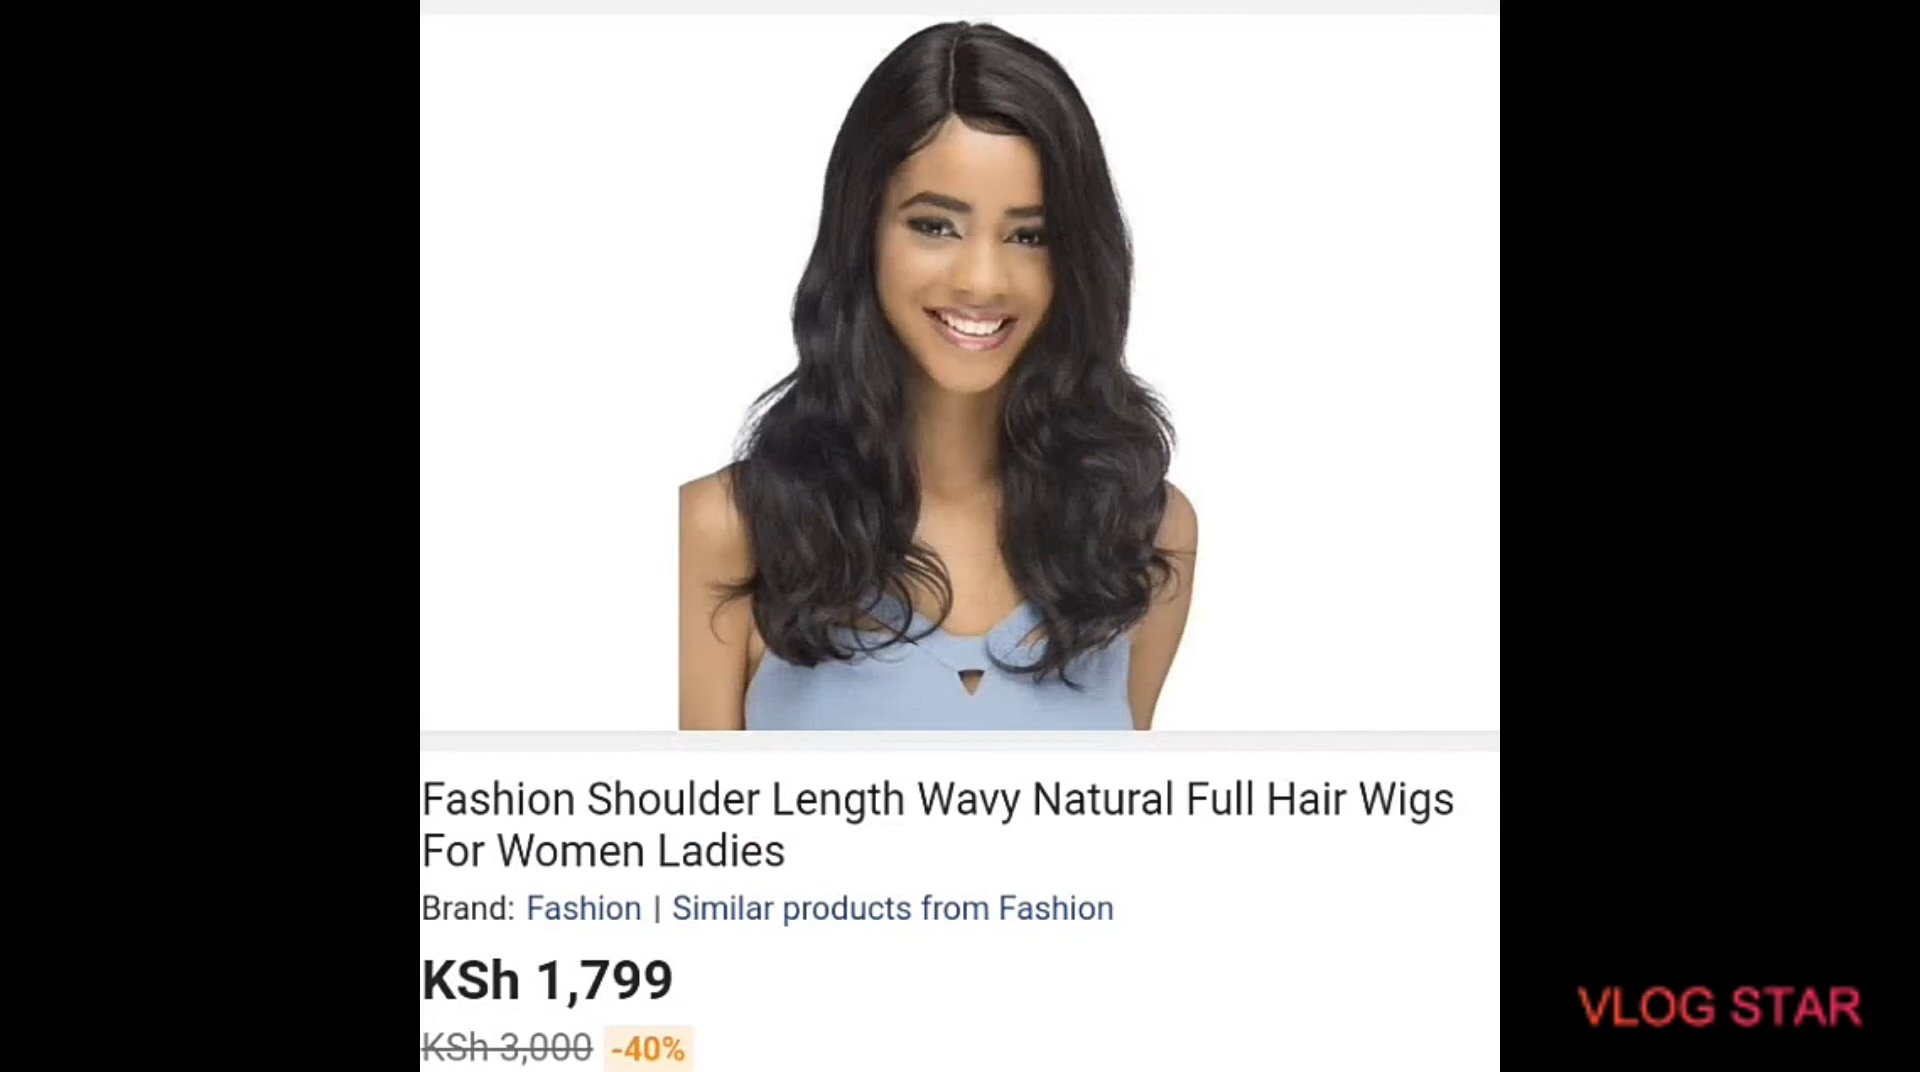 Fashion Shoulder Length Wavy Natural Full Hair Wigs
For Women Ladies
Brand: Fashion | Similar products from Fashion
KSh 1,799
KSh 3,000 -40%
VLOG STAR